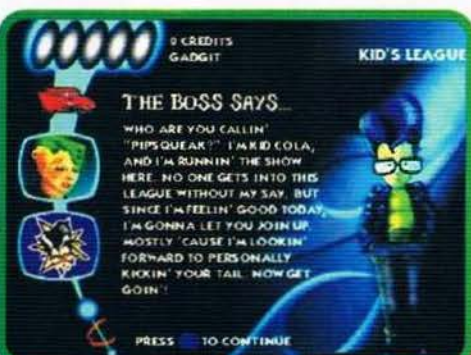 0 CREDITS
GADGIT
KID'S LEAGUE
THE BOSS SAYS...
WHO ARE YOU CALLIN'
"PIPSQUEAK?" I'M KID COLA,
AND I'M RUNNIN' THE SHOW
HERE. NO ONE GETS INTO THIS
LEAGUE WITHOUT MY SAY. BUT
SINCE I'M FEELIN' GOOD TODAY,
I'M GONNA LET YOU JOIN UP.
MOSTLY 'CAUSE I'M LOOKIN'
FORWARD TO PERSONALLY
KICKIN' YOUR TAIL. NOW GET
GOIN'!
PRESS TO CONTINUE